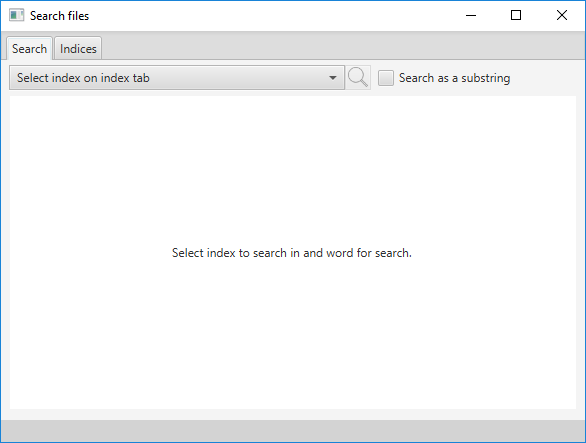 Search files
Search Indices
Select index on index tab Search as a substring
Select index to search in and word for search.